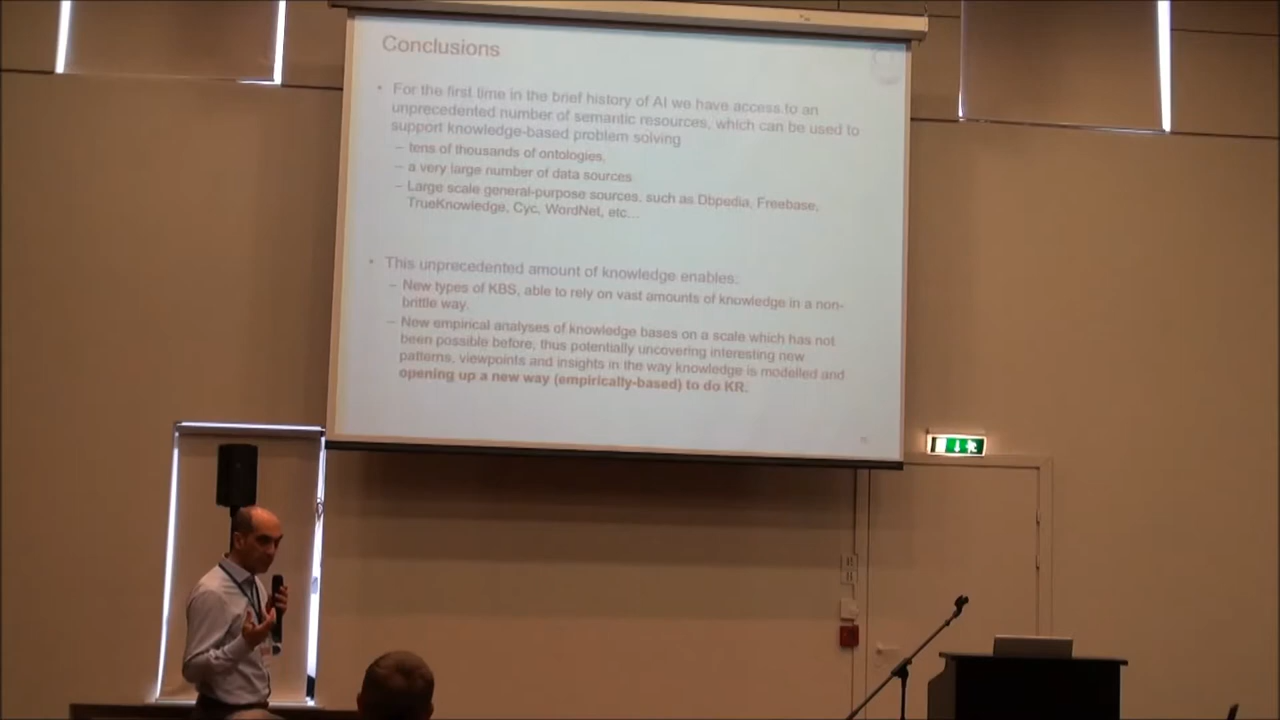 Conclusions
• For the first time in the brief history of AI we have access to an
unprecedented number of semantic resources, which can be used to
support knowledge-based problem solving
– tens of thousands of ontologies,
– a very large number of data sources
– Large scale general-purpose sources, such as Dbpedia, Freebase,
TrueKnowledge, Cyc, WordNet, etc…
• This unprecedented amount of knowledge enables:
– New types of KBS, able to rely on vast amounts of knowledge in a non-
brittle way.
– New empirical analyses of knowledge bases on a scale which has not
been possible before, thus potentially uncovering interesting new
patterns, viewpoints and insights in the way knowledge is modelled and
opening up a new way (empirically-based) to do KR.